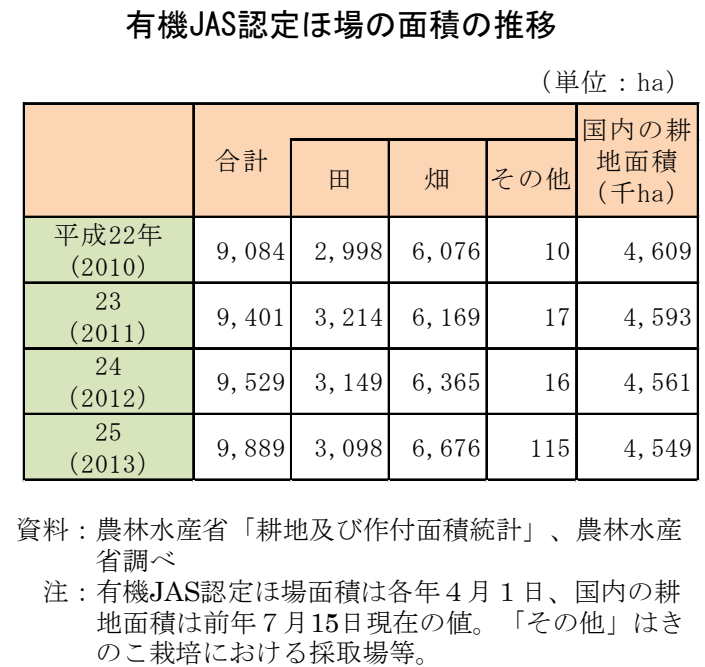 有機JAS認定ほ場の面積の推移
（単位：ha）
合計 田 畑 その他 国内の耕
地面積
（千ha）
平成22年
(2010) 9,084 2,998 6,076 10 4,609
23
(2011) 9,401 3,214 6,169 17 4,593
24
(2012) 9,529 3,149 6,365 16 4,561
25
(2013) 9,889 3,098 6,676 115 4,549
資料：農林水産省「耕地及び作付面積統計」、農林水産
省調べ
注：有機JAS認定ほ場面積は各年４月１日、国内の耕
地面積は前年７月15日現在の値。「その他」はき
のこ栽培における採取場等。